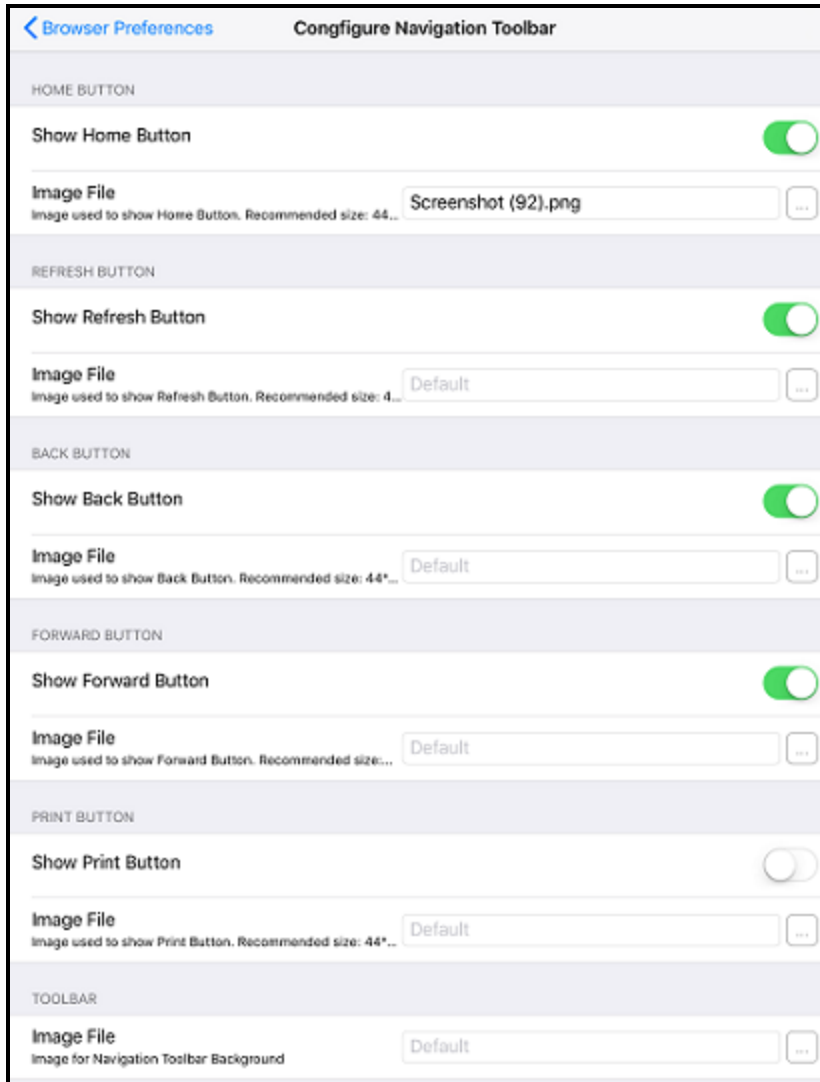 Browser Preferences
Congfigure Navigation Toolbar
HOME BUTTON
Show Home Button
Image File
Image used to show Home Button. Recommended size: 44...
Screenshot (92).png
...
REFRESH BUTTON
Show Refresh Button
Image File
Image used to show Refresh Button. Recommended size: 4...
Default
...
BACK BUTTON
Show Back Button
Image File
Image used to show Back Button. Recommended size: 44*...
Default
...
FORWARD BUTTON
Show Forward Button
Image File
Image used to show Forward Button. Recommended size:...
Default
...
PRINT BUTTON
Show Print Button
Image File
Image used to show Print Button. Recommended size: 44*...
Default
...
TOOLBAR
Image File
Image for Navigation Toolbar Background
Default
...